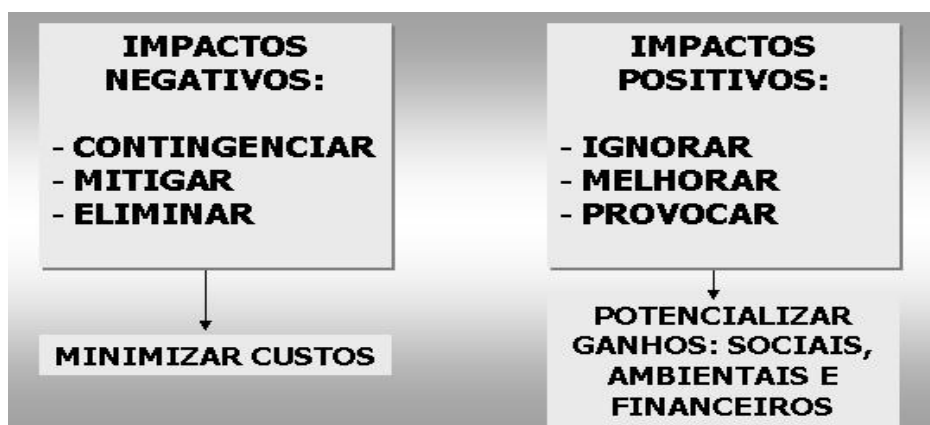 IMPACTOS
NEGATIVOS:
- CONTINGENCIAR
- MITIGAR
- ELIMINAR
MINIMIZAR CUSTOS
IMPACTOS
POSITIVOS:
- IGNORAR
- MELHORAR
- PROVOCAR
POTENCIALIZAR
GANHOS: SOCIAIS,
AMBIENTAIS E
FINANCEIROS